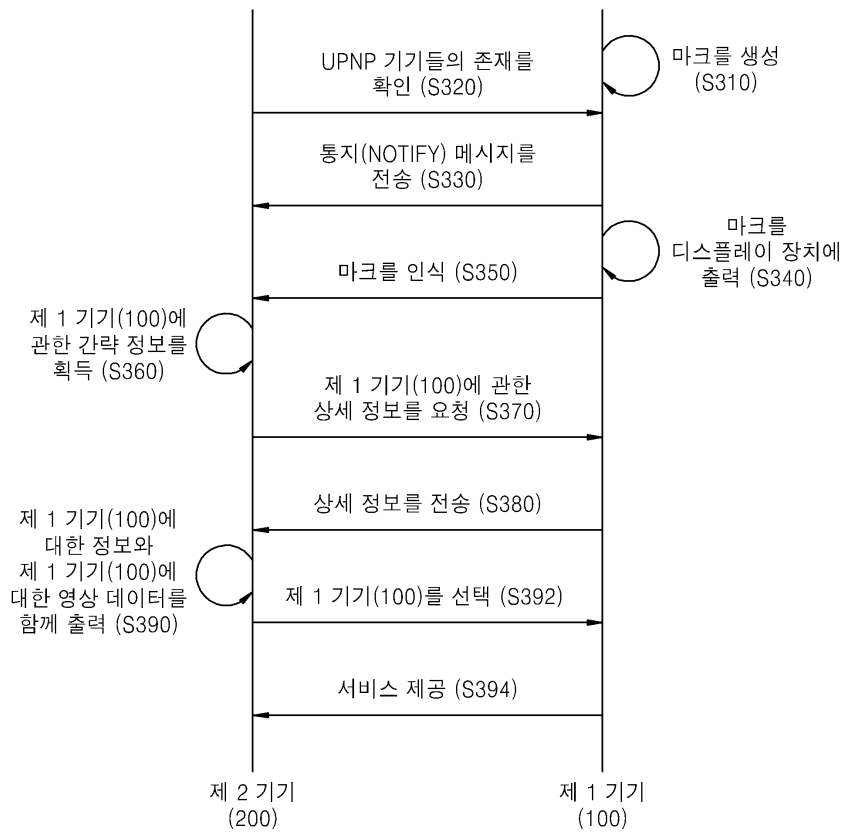 UPNP 기기들의 존재를
확인 (S320)
마크를 생성
(S310)
통지(NOTIFY) 메시지를
전송 (S330)
마크를
디스플레이 장치에
출력 (S340)
마크를 인식 (S350)
제 1 기기(100)에
관한 간략 정보를
획득 (S360)
제 1 기기(100)에 관한
상세 정보를 요청 (S370)
상세 정보를 전송 (S380)
제 1 기기(100)에
대한 정보와
제 1 기기(100)에
대한 영상 데이터를
함께 출력 (S390)
제 1 기기(100)를 선택 (S392)
서비스 제공 (S394)
제 2 기기
(200)
제 1 기기
(100)